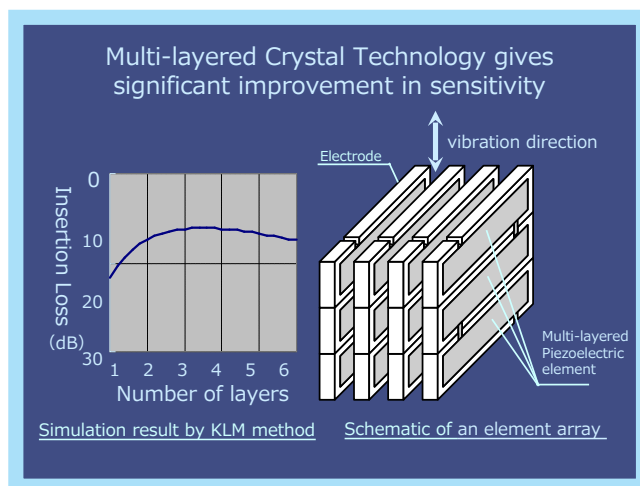 Multi-layered Crystal Technology gives
significant improvement in sensitivity
vibration direction
Electrode
Insertion Loss
(dB)
0
10
20
30
1 2 3 4 5 6
Number of layers
Multi-layered
Piezoelectric
element
Simulation result by KLM method
Schematic of an element array